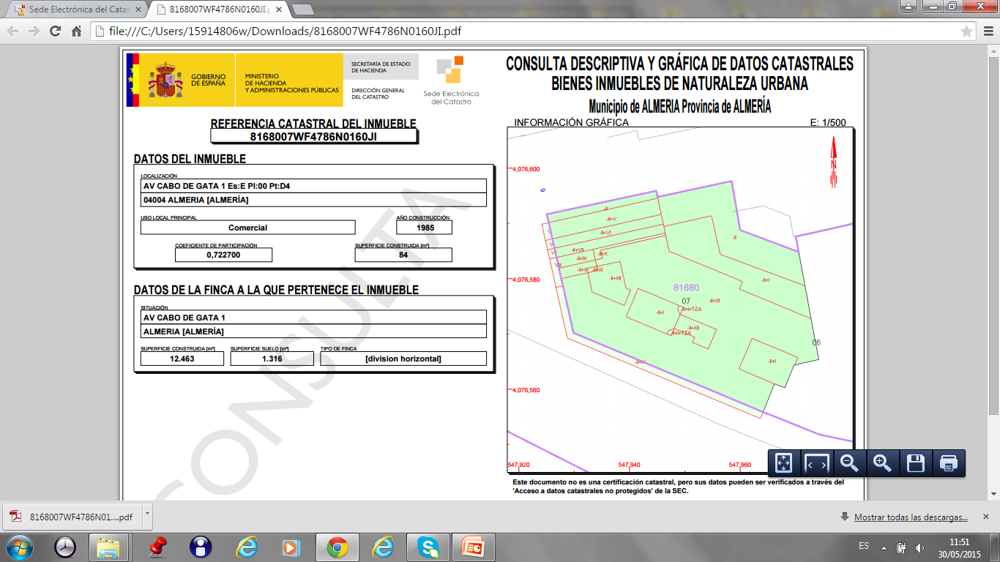 Sede Electrónica del Catas
8168007WF4786N0160JI.p
file:///C:/Users/15914806w/Downloads/8168007WF4786N0160JI.pdf
GOBIERNO
DE ESPAÑA
MINISTERIO
DE HACIENDA
Y ADMINISTRACIONES PÚBLICAS
SECRETARÍA DE ESTADO
DE HACIENDA
DIRECCIÓN GENERAL
DEL CATASTRO
Sede Electrónica
del Catastro
CONSULTA DESCRIPTIVA Y GRÁFICA DE DATOS CATASTRALES
BIENES INMUEBLES DE NATURALEZA URBANA
Municipio de ALMERIA Provincia de ALMERÍA
REFERENCIA CATASTRAL DEL INMUEBLE
8168007WF4786N0160JI
DATOS DEL INMUEBLE
LOCALIZACIÓN
AV CABO DE GATA 1 Es:E Pl:00 Pt:D4
04004 ALMERIA [ALMERÍA]
USO LOCAL PRINCIPAL
Comercial
AÑO CONSTRUCCIÓN
1985
COEFICIENTE DE PARTICIPACIÓN
0,722700
SUPERFICIE CONSTRUIDA [m²]
84
DATOS DE LA FINCA A LA QUE PERTENECE EL INMUEBLE
SITUACIÓN
AV CABO DE GATA 1
ALMERIA [ALMERÍA]
SUPERFICIE CONSTRUIDA [m²]
12.463
SUPERFICIE SUELO [m²]
1.316
TIPO DE FINCA
[division horizontal]
CONSULTA
INFORMACIÓN GRÁFICA
E: 1/500
N
4,076,600
6
-II
-II+V
-II+VI
-II
V
V
V
-II+VII
-II+X
-II+IX
-II+XI
-II+XII
4,076,580
-II+I
81680
07
-II+XI
-II+I+TZA
-II+I
-II+XII
-II+I+TZA
06
-II+I
4,076,560
547,920
547,940
547,960
Este documento no es una certificación catastral, pero sus datos pueden ser verificados a través del
'Acceso a datos catastrales no protegidos' de la SEC.
8168007WF4786N01....pdf
Mostrar todas las descargas...
ES
11:51
30/05/2015